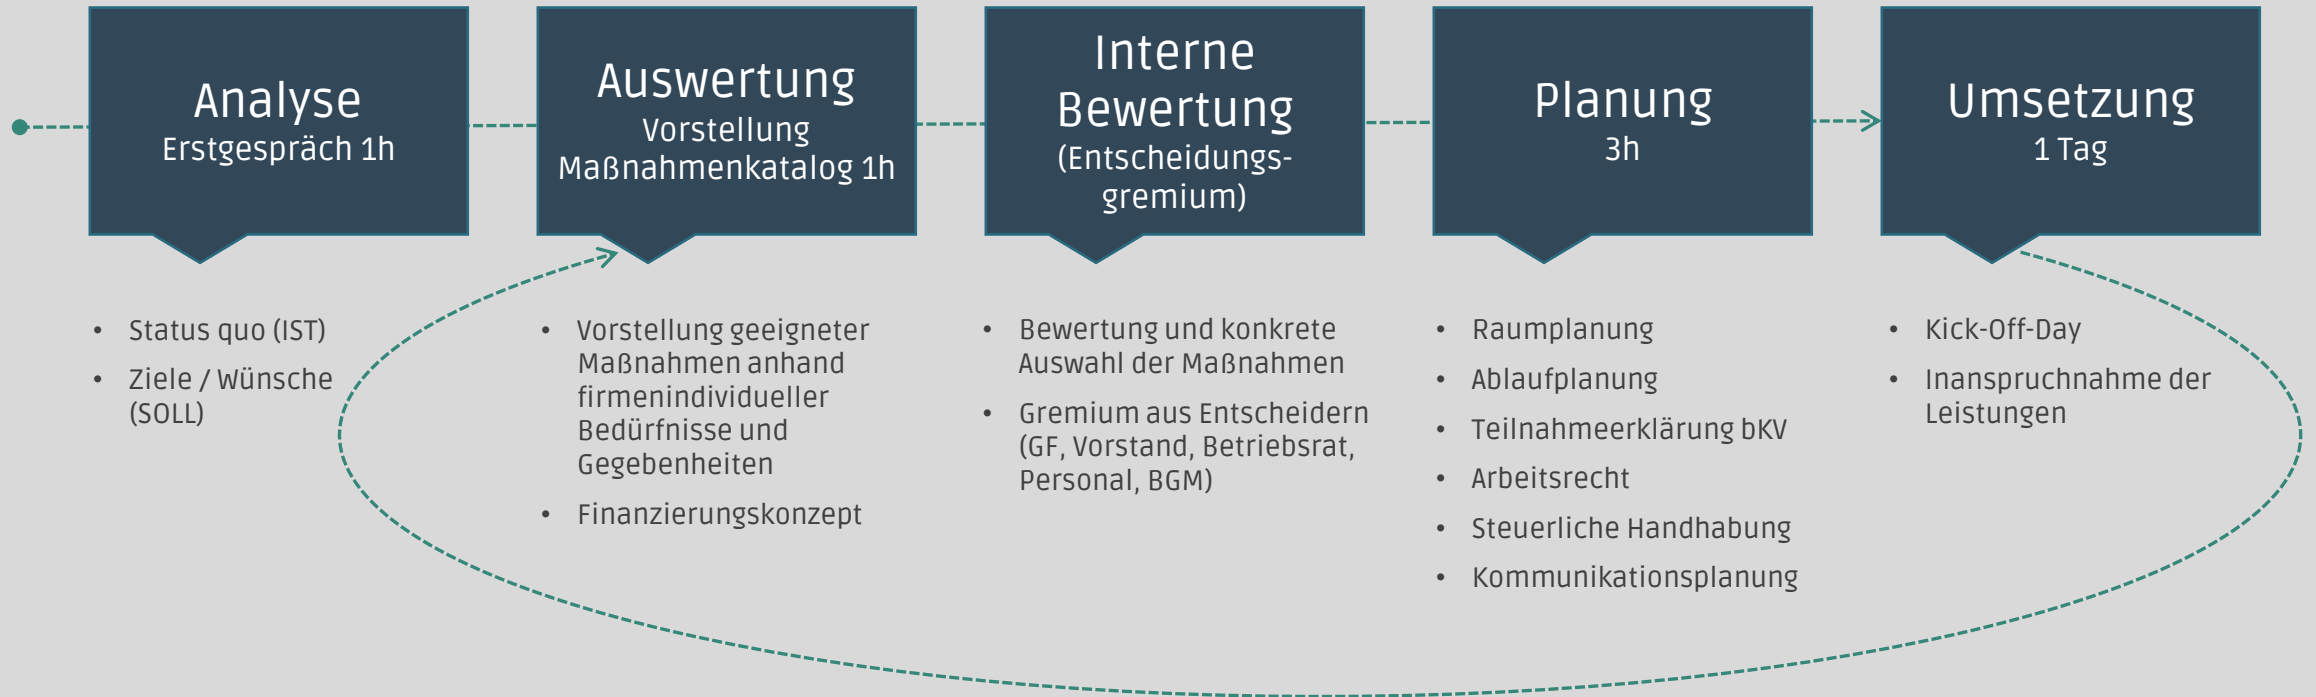 Analyse
Erstgespräch 1h
Auswertung
Vorstellung
Maßnahmenkatalog 1h
Interne
Bewertung
(Entscheidungs-
gremium)
Planung
3h
Umsetzung
1 Tag
• Status quo (IST)
• Ziele / Wünsche
(SOLL)
• Vorstellung geeigneter
Maßnahmen anhand
firmenindividueller
Bedürfnisse und
Gegebenheiten
• Finanzierungskonzept
• Bewertung und konkrete
Auswahl der Maßnahmen
• Gremium aus Entscheidern
(GF, Vorstand, Betriebsrat,
Personal, BGM)
• Raumplanung
• Ablaufplanung
• Teilnahmeerklärung bKV
• Arbeitsrecht
• Steuerliche Handhabung
• Kommunikationsplanung
• Kick-Off-Day
• Inanspruchnahme der
Leistungen